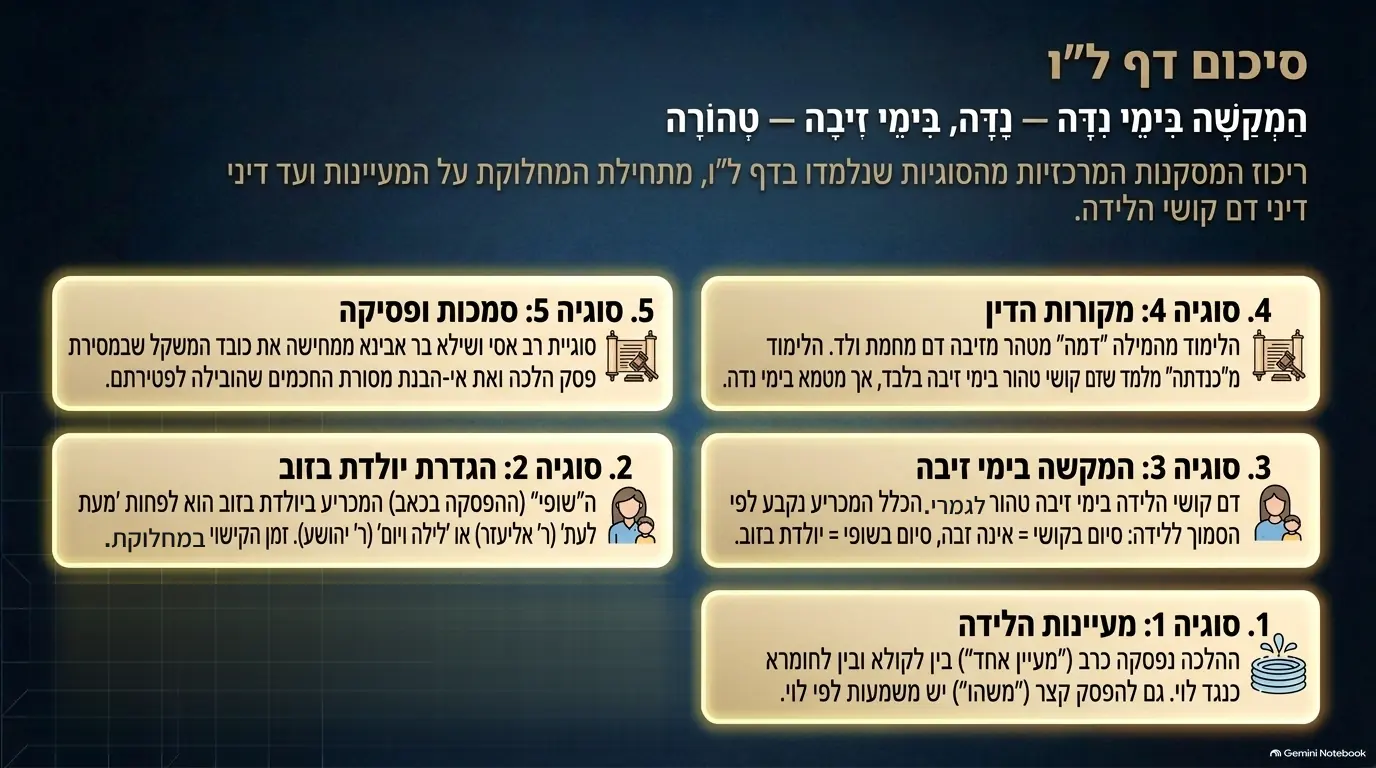 סיכום דף ל"ו
הַמְקַשָּׁה בִּימֵי נִדָּה – נָדָּה, בִּימֵי זִיבָה – טְהוֹרָה
ריכוז המסקנות המרכזיות מהסוגיות שנלמדו בדף ל"ו, מתחילת המחלוקת על המעיינות ועד דיני
דיני דם קושי הלידה.
4. סוגיה 4: מקורות הדין
הלימוד מהמילה "דמה" מטהר מזיבה דם מחמת ולד. הלימוד
מ"כנדתה" מלמד שדם קושי טהור בימי זיבה בלבד, אך מטמא בימי נדה.
5. סוגיה 5: סמכות ופסיקה
סוגיית רב אסי ושילא בר אבינא ממחישה את כובד המשקל שבמסירת
פסק הלכה ואת אי-הבנת מסורת החכמים שהובילה לפטירתם.
3. סוגיה 3: המקשה בימי זיבה
דם קושי הלידה בימי זיבה טהור לגמרי. הכלל המכריע נקבע לפי
הסמוך ללידה: סיום בקושי = אינה זבה, סיום בשופי = יולדת בזוב.
2. סוגיה 2: הגדרת יולדת בזוב
ה"שופי" (ההפסקה בכאב) המכריע ביולדת בזוב הוא לפחות 'מעת
לעת' (ר' אליעזר) או 'לילה ויום' (ר' יהושע). זמן הקישוי במחלוקת.
1. סוגיה 1: מעיינות הלידה
ההלכה נפסקה כרב ("מעיין אחד") בין לקולא ובין לחומרא
כנגד לוי. גם להפסק קצר ("משהו") יש משמעות לפי לוי.
Gemini Notebook